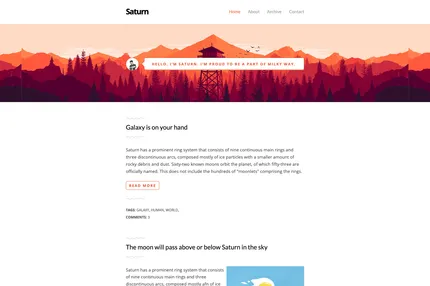 Saturn
Home About Archive Contact
HELLO, I'M SATURN. I'M PROUD TO BE A PART OF MILKY WAY.
Galaxy is on your hand
Saturn has a prominent ring system that consists of nine continuous main rings and
three discontinuous arcs, composed mostly of ice particles with a smaller amount of
rocky debris and dust. Sixty-two known moons orbit the planet, of which fifty-three are
officially named. This does not include the hundreds of "moonlets" comprising the rings.
READ MORE
TAGS: GALAXY, HUMAN, WORLD,
COMMENTS: 3
The moon will pass above or below Saturn in the sky
Saturn has a prominent ring system that consists
of nine continuous main rings and three
discontinuous arcs, composed mostly of ice